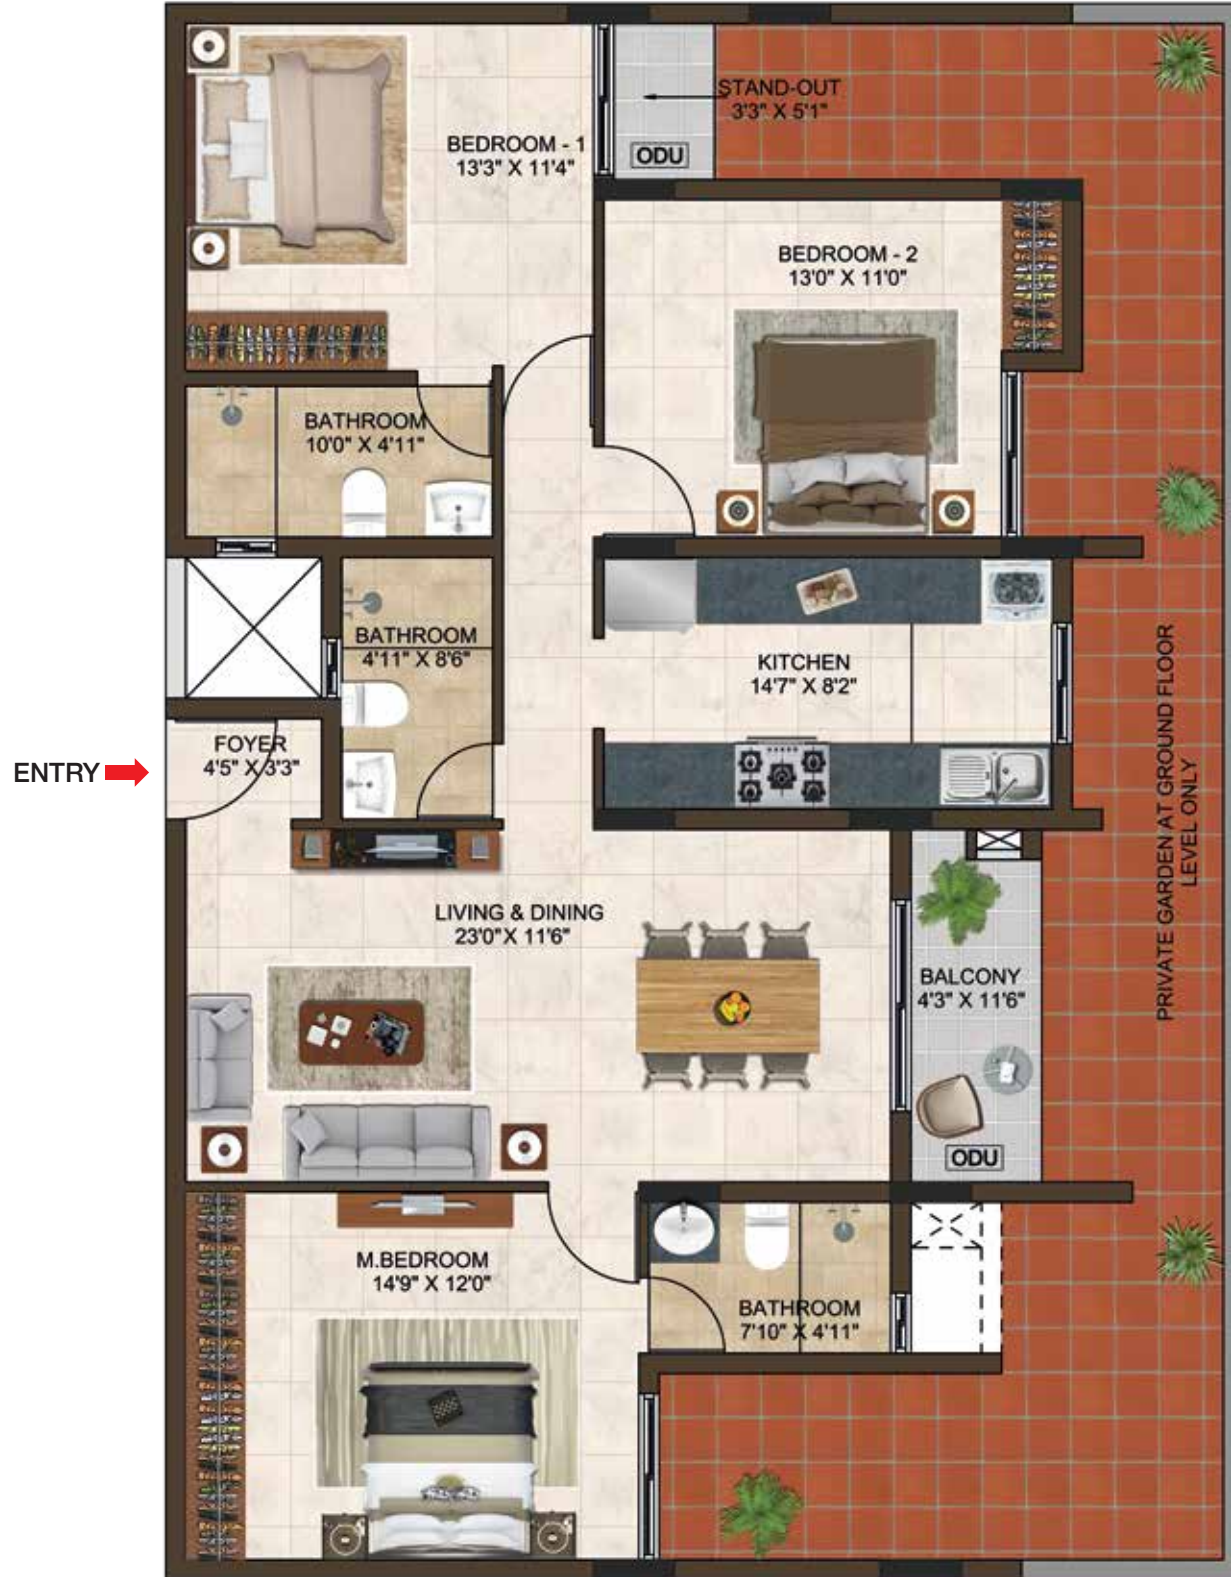 STAND-OUT
3'3" X 5'1"
ODU
BEDROOM - 1
13'3" X 11'4"
BEDROOM - 2
13'0" X 11'0"
BATHROOM
10'0" X 4'11"
BATHROOM
4'11" X 8'6"
KITCHEN
14'7" X 8'2"
FOYER
4'5" X 3'3"
ENTRY
PRIVATE GARDEN AT GROUND FLOOR
LEVEL ONLY
LIVING & DINING
23'0" X 11'6"
BALCONY
4'3" X 11'6"
ODU
M.BEDROOM
14'9" X 12'0"
BATHROOM
7'10" X 4'11"